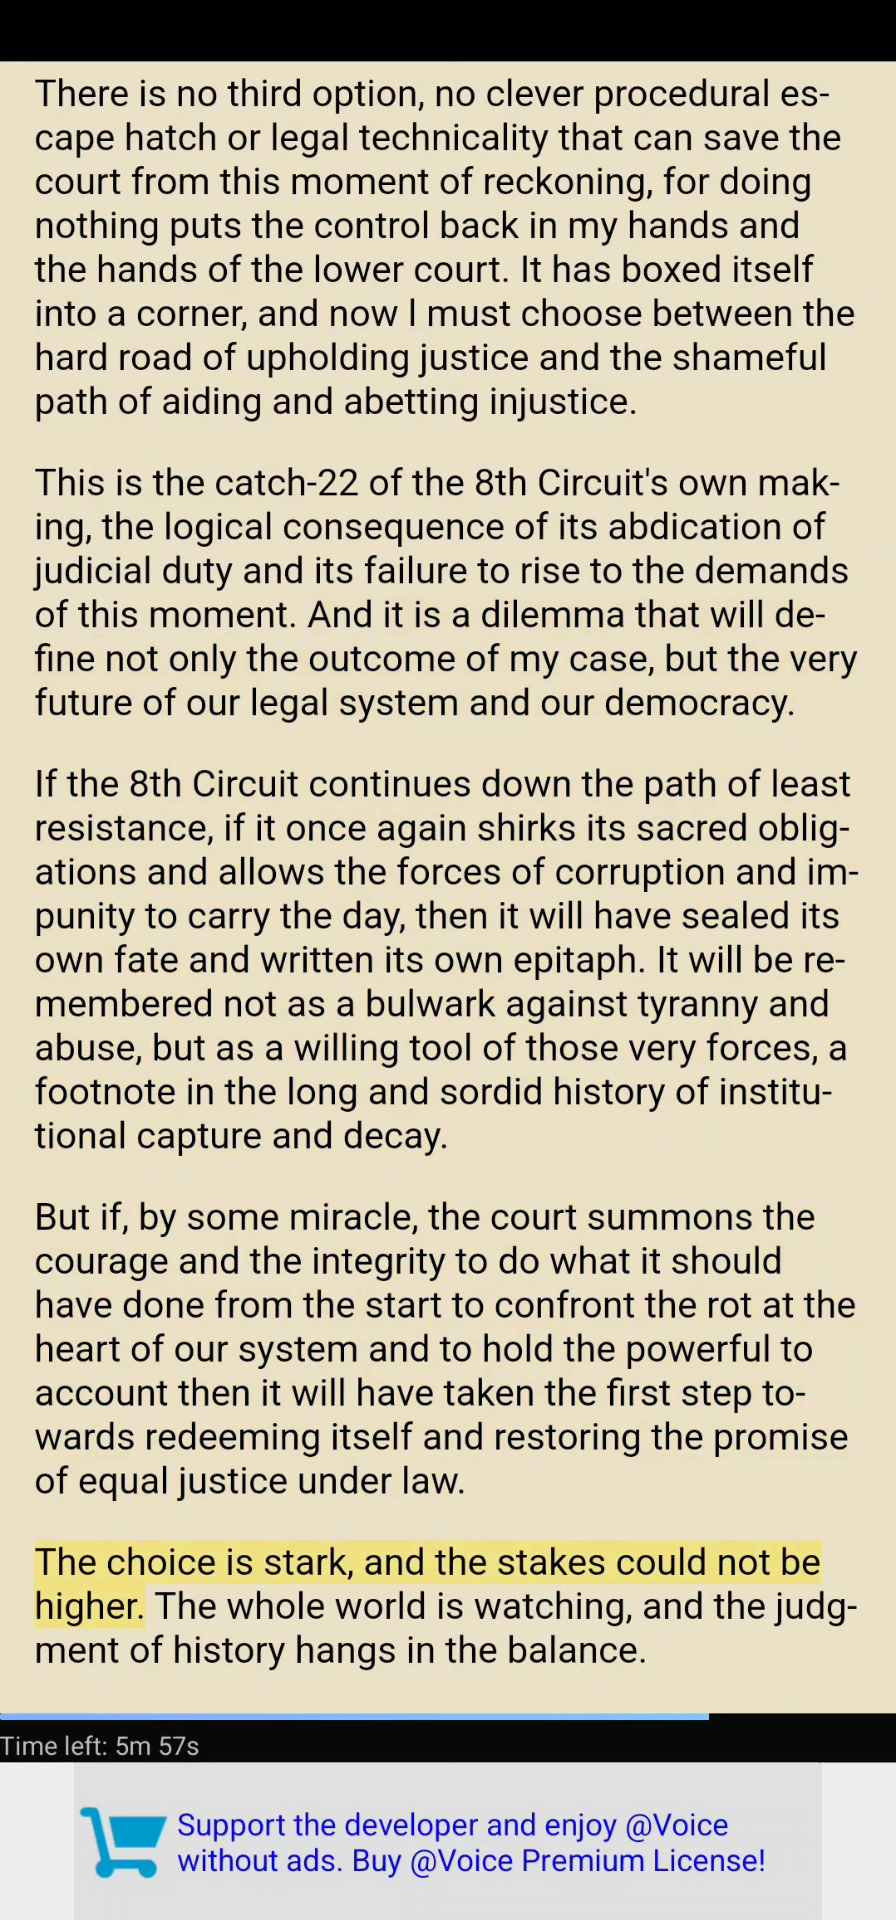 There is no third option, no clever procedural es-
cape hatch or legal technicality that can save the
court from this moment of reckoning, for doing
nothing puts the control back in my hands and
the hands of the lower court. It has boxed itself
into a corner, and now I must choose between the
hard road of upholding justice and the shameful
path of aiding and abetting injustice.
This is the catch-22 of the 8th Circuit's own mak-
ing, the logical consequence of its abdication of
judicial duty and its failure to rise to the demands
of this moment. And it is a dilemma that will de-
fine not only the outcome of my case, but the very
future of our legal system and our democracy.
If the 8th Circuit continues down the path of least
resistance, if it once again shirks its sacred oblig-
ations and allows the forces of corruption and im-
punity to carry the day, then it will have sealed its
own fate and written its own epitaph. It will be re-
membered not as a bulwark against tyranny and
abuse, but as a willing tool of those very forces, a
footnote in the long and sordid history of institu-
tional capture and decay.
But if, by some miracle, the court summons the
courage and the integrity to do what it should
have done from the start to confront the rot at the
heart of our system and to hold the powerful to
account then it will have taken the first step to-
wards redeeming itself and restoring the promise
of equal justice under law.
The choice is stark, and the stakes could not be
higher. The whole world is watching, and the judg-
ment of history hangs in the balance.
Time left: 5m 57s
Support the developer and enjoy @Voice
without ads. Buy @Voice Premium License!